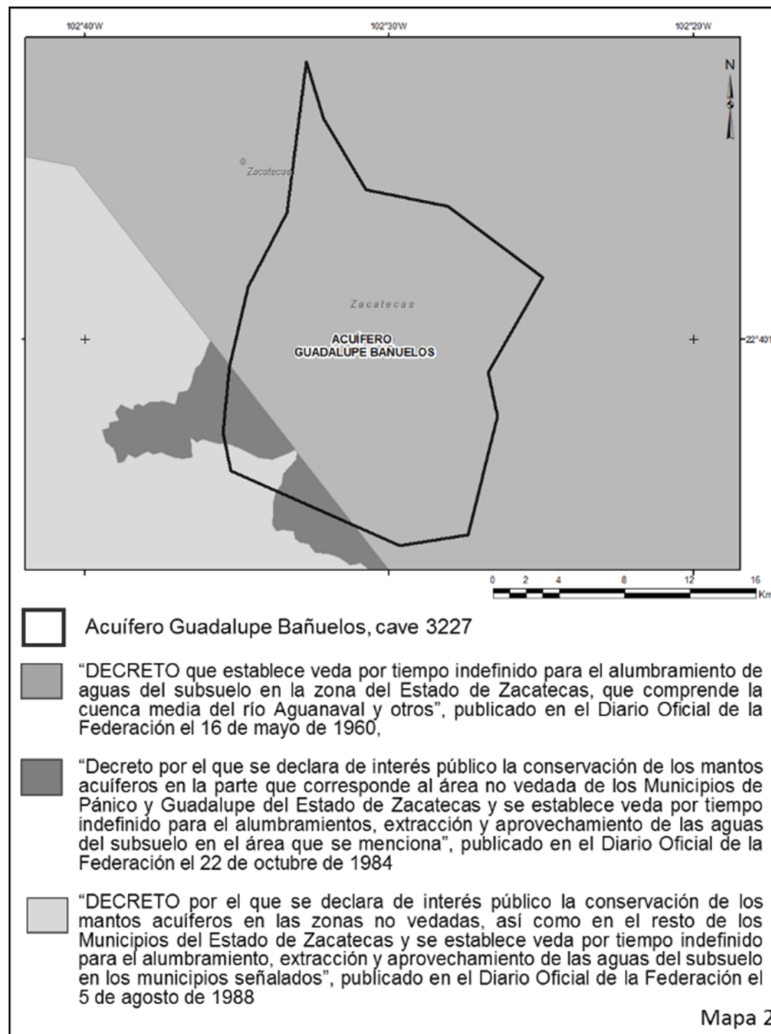 102°40'W 102°30'W 102°20'W
N
Zacatecas
Zacatecas
ACUÍFERO
GUADALUPE BAÑUELOS
22°40'
0 2 4 8 12 16
Km
Acuífero Guadalupe Bañuelos, cave 3227
“DECRETO que establece veda por tiempo indefinido para el alumbramiento de
aguas del subsuelo en la zona del Estado de Zacatecas, que comprende la
cuenca media del río Aguanaval y otros”, publicado en el Diario Oficial de la
Federación el 16 de mayo de 1960,
“Decreto por el que se declara de interés público la conservación de los mantos
acuíferos en la parte que corresponde al área no vedada de los Municipios de
Pánico y Guadalupe del Estado de Zacatecas y se establece veda por tiempo
indefinido para el alumbramientos, extracción y aprovechamiento de las aguas
del subsuelo en el área que se menciona”, publicado en el Diario Oficial de la
Federación el 22 de octubre de 1984
“DECRETO por el que se declara de interés público la conservación de los
mantos acuíferos en las zonas no vedadas, así como en el resto de los
Municipios del Estado de Zacatecas y se establece veda por tiempo indefinido
para el alumbramiento, extracción y aprovechamiento de las aguas del subsuelo
en los municipios señalados”, publicado en el Diario Oficial de la Federación el
5 de agosto de 1988
Mapa 2